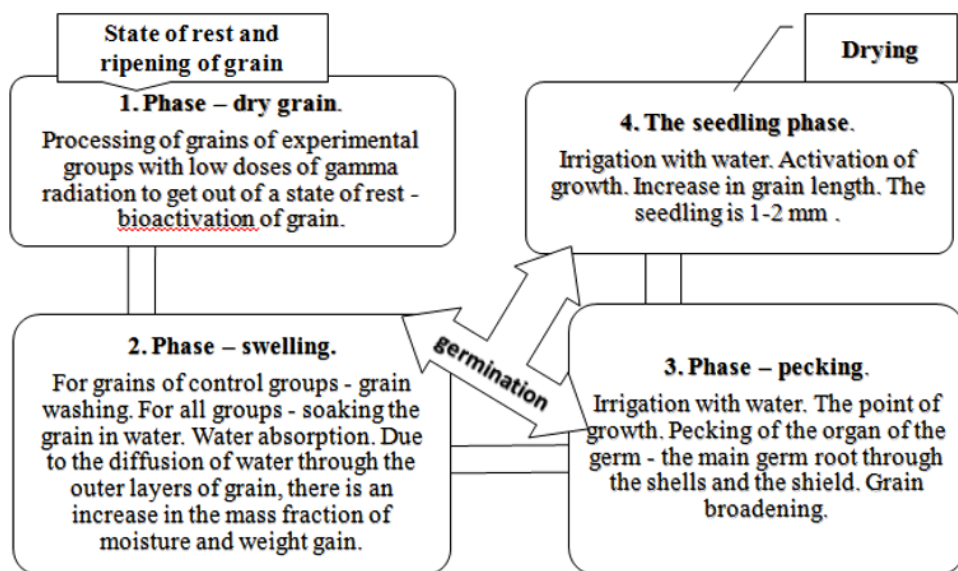 State of rest and
ripening of grain
1. Phase – dry grain.
Processing of grains of experimental
groups with low doses of gamma
radiation to get out of a state of rest -
bioactivation of grain.
2. Phase – swelling.
For grains of control groups - grain
washing. For all groups - soaking the
grain in water. Water absorption. Due
to the diffusion of water through the
outer layers of grain, there is an
increase in the mass fraction of
moisture and weight gain.
germination
3. Phase – pecking.
Irrigation with water. The point of
growth. Pecking of the organ of the
germ - the main germ root through
the shells and the shield. Grain
broadening.
Drying
4. The seedling phase.
Irrigation with water. Activation of
growth. Increase in grain length. The
seedling is 1-2 mm .